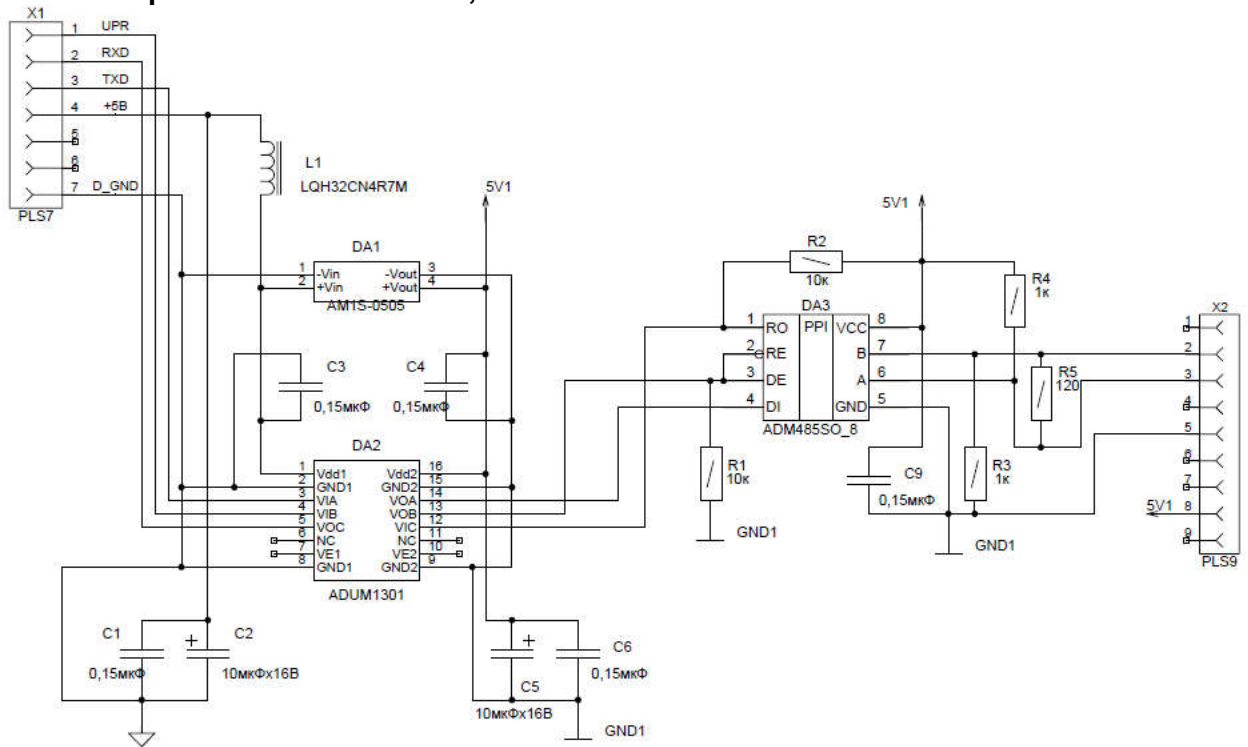 X1
1 UPR
2 RXD
3 TXD
4 +5В
5
6
7 D_GND
PLS7
L1
LQH32CN4R7M
5V1
DA1
1 -Vin -Vout 3
2 +Vin +Vout 4
AM1S-0505
C3
0,15мкФ
C4
0,15мкФ
DA2
1 Vdd1 Vdd2 16
2 GND1 GND2 15
3 VIA VOA 14
4 VIB VOB 13
5 VOC VIC 12
6 NC NC 11
7 VE1 VE2 10
8 GND1 GND2 9
ADUM1301
C1
0,15мкФ
+ C2
10мкФх16В
+
C5
10мкФх16В
C6
0,15мкФ
GND1
5V1
R2
10к
R4
1к
DA3
PPI
1 RO VCC 8
2 RE B 7
3 DE A 6
4 DI GND 5
ADM485SO_8
R1
10к
GND1
C9
0,15мкФ
R3
1к
R5
120
GND1
X2
1
2
3
4
5
6
7
5V1 8
9
PLS9